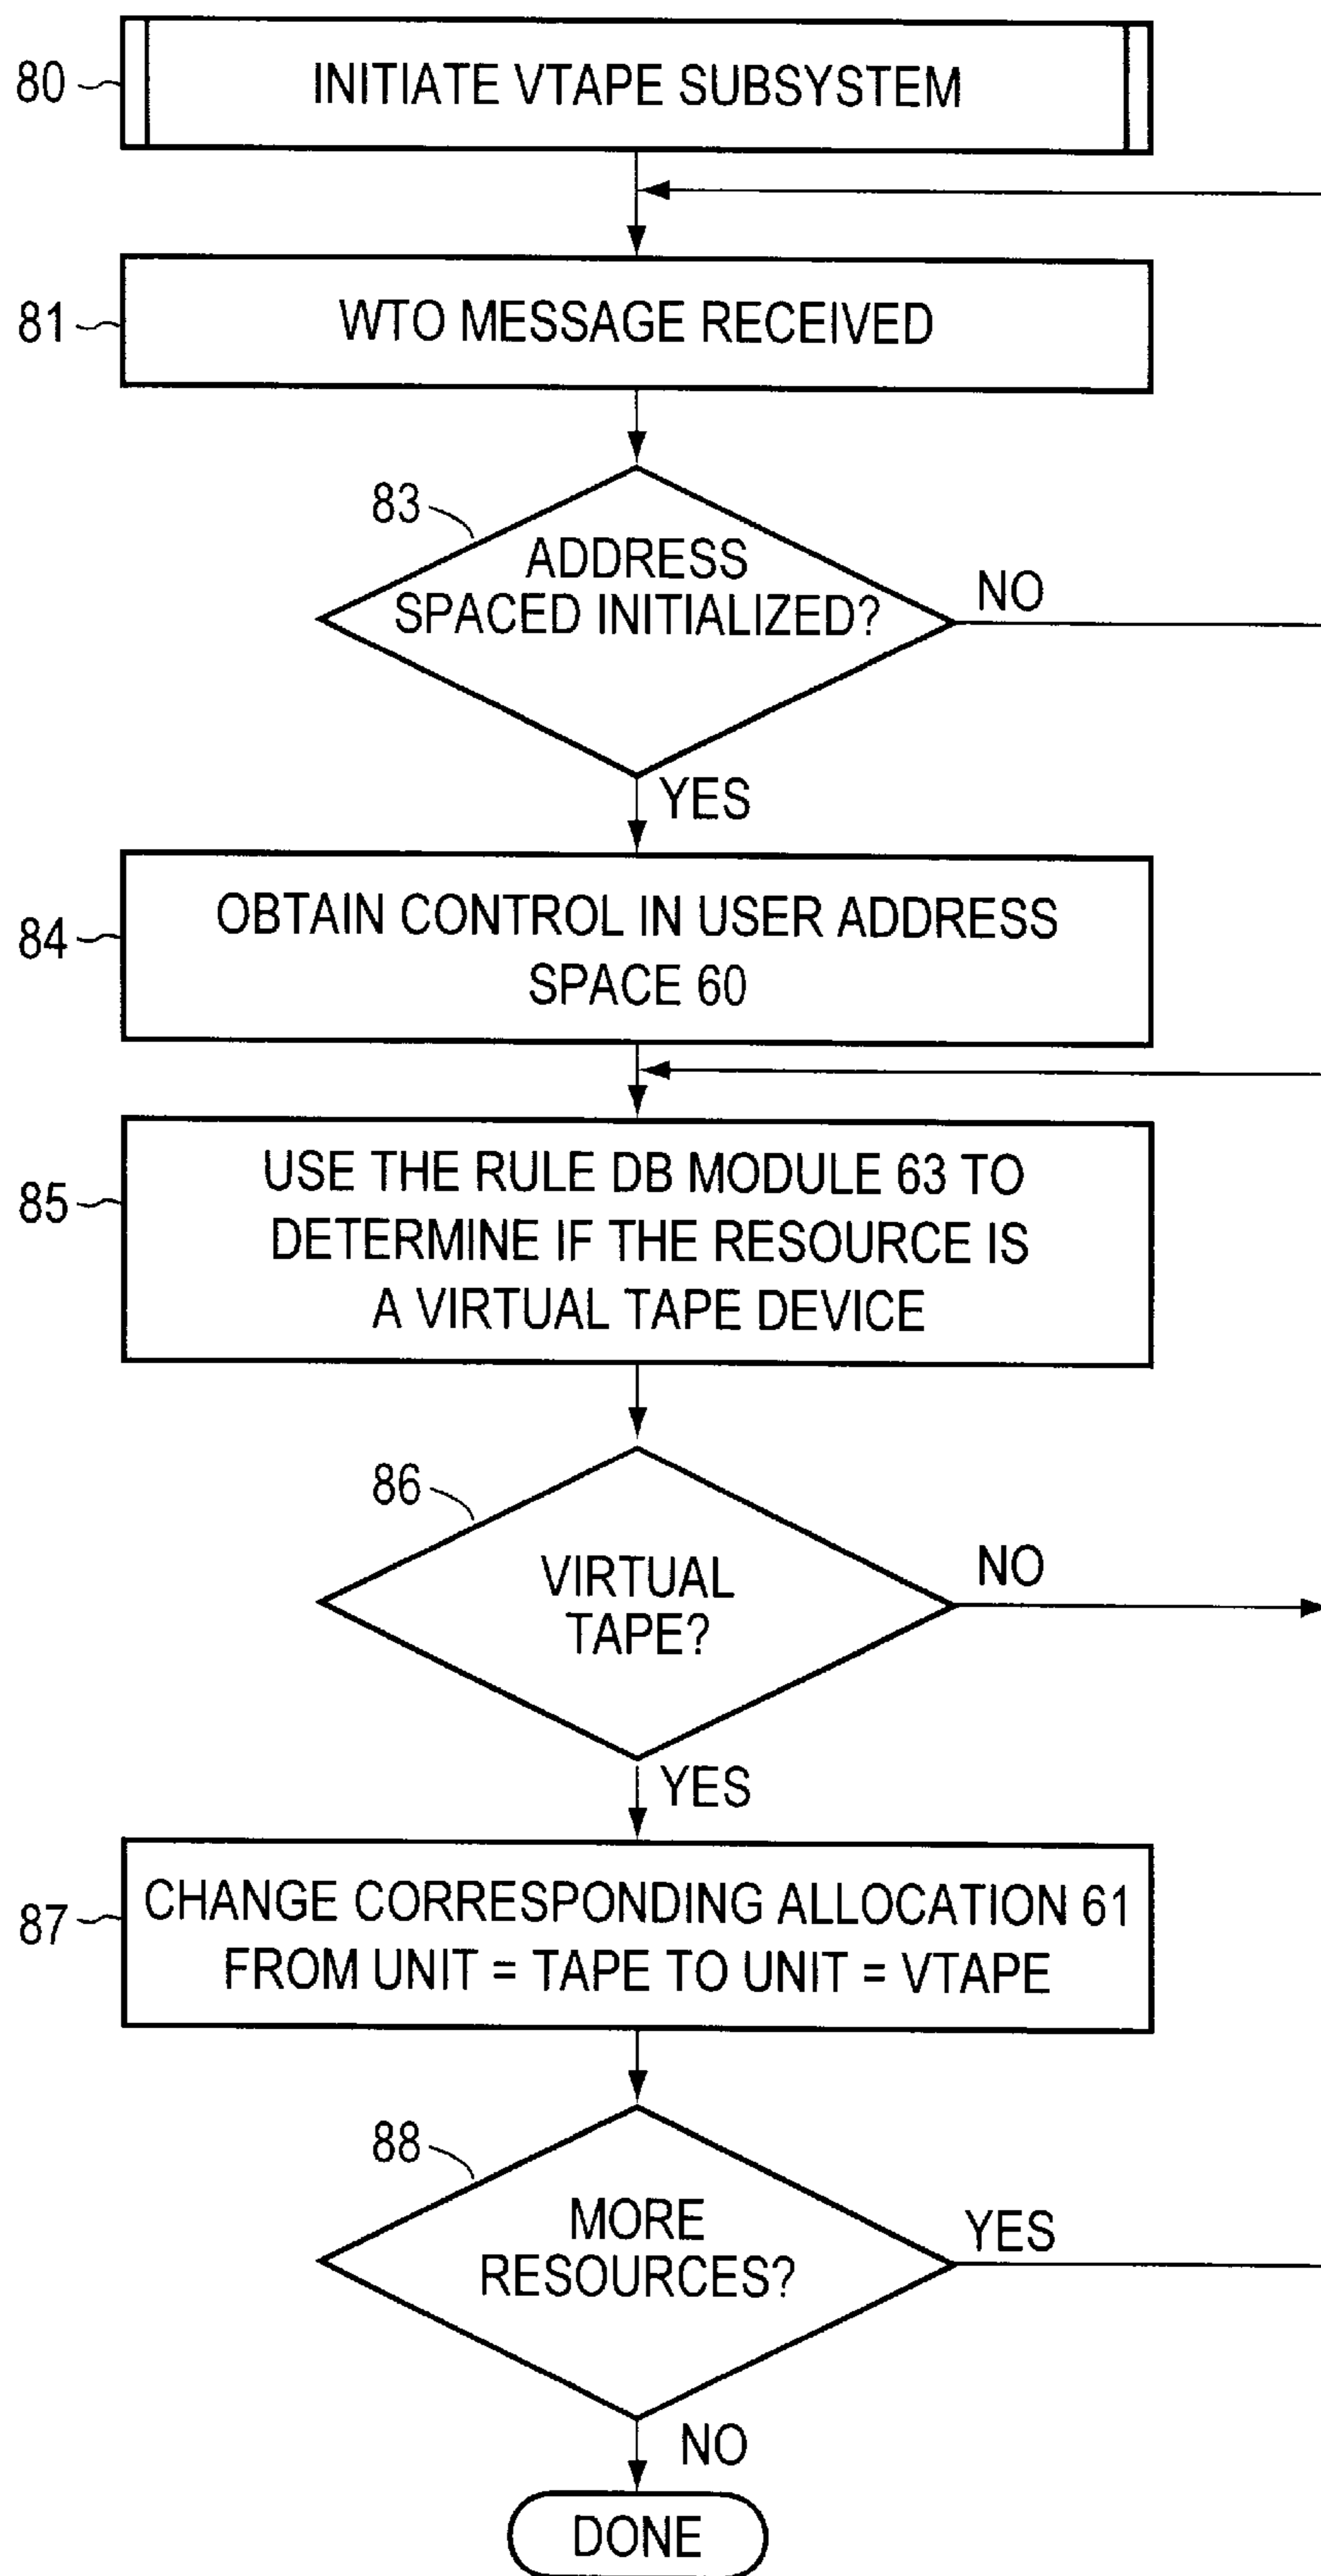 80
INITIATE VTAPE SUBSYSTEM
81
WTO MESSAGE RECEIVED
83
ADDRESS
SPACED INITIALIZED?
NO
YES
84
OBTAIN CONTROL IN USER ADDRESS
SPACE 60
85
USE THE RULE DB MODULE 63 TO
DETERMINE IF THE RESOURCE IS
A VIRTUAL TAPE DEVICE
86
VIRTUAL
TAPE?
NO
YES
87
CHANGE CORRESPONDING ALLOCATION 61
FROM UNIT = TAPE TO UNIT = VTAPE
88
MORE
RESOURCES?
YES
NO
DONE